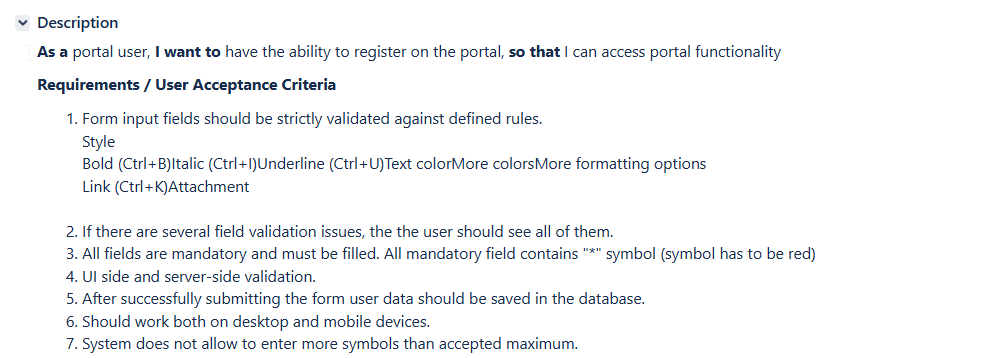 Description
As a portal user, I want to have the ability to register on the portal, so that I can access portal functionality
Requirements / User Acceptance Criteria
1. Form input fields should be strictly validated against defined rules.
Style
Bold (Ctrl+B)Italic (Ctrl+I)Underline (Ctrl+U)Text colorMore colorsMore formatting options
Link (Ctrl+K)Attachment
2. If there are several field validation issues, the the user should see all of them.
3. All fields are mandatory and must be filled. All mandatory field contains "*" symbol (symbol has to be red)
4. UI side and server-side validation.
5. After successfully submitting the form user data should be saved in the database.
6. Should work both on desktop and mobile devices.
7. System does not allow to enter more symbols than accepted maximum.